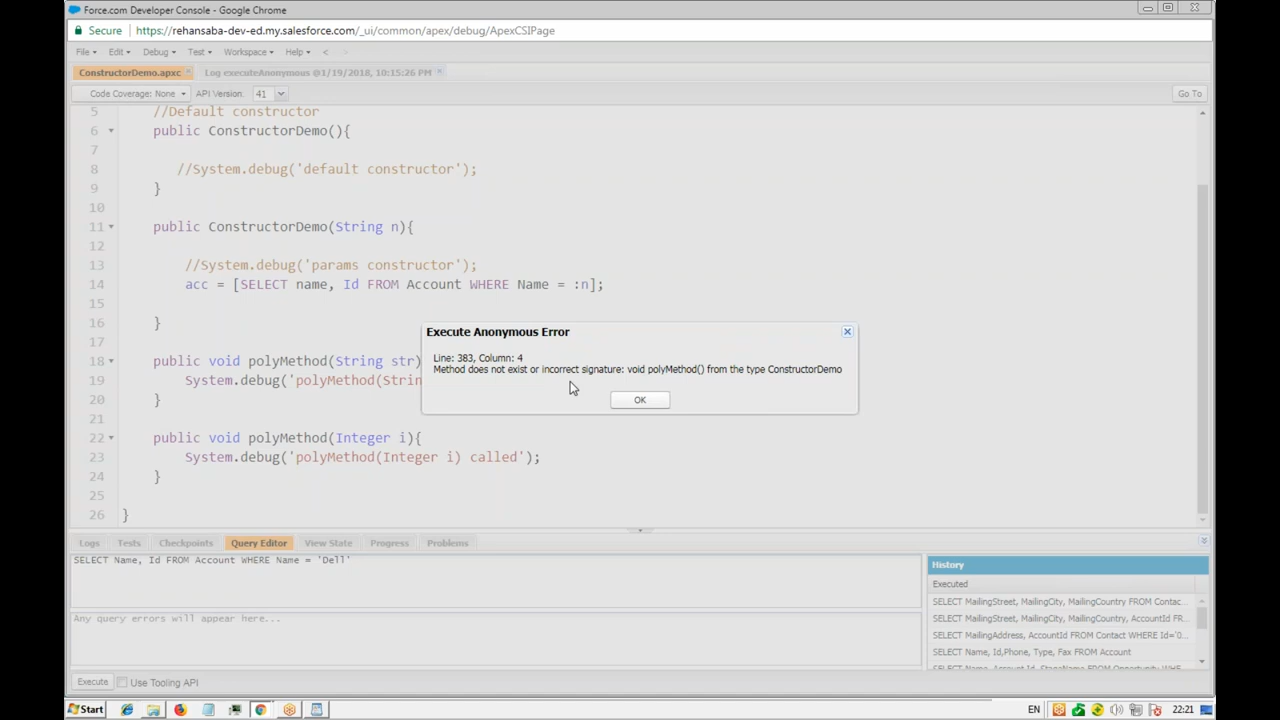 Force.com Developer Console - Google Chrome
Secure https://rehansaba-dev-ed.my.salesforce.com/_ui/common/apex/debug/ApexCSIPage
File Edit Debug Test Workspace Help < >
ConstructorDemo.apxc Log executeAnonymous @1/19/2018, 10:15:26 PM
Code Coverage: None API Version: 41 Go To
5 //Default constructor
6 public ConstructorDemo(){
7
8 //System.debug('default constructor');
9 }
10
11 public ConstructorDemo(String n){
12
13 //System.debug('params constructor');
14 acc = [SELECT name, Id FROM Account WHERE Name = :n];
15
16 }
17
18 public void polyMethod(String str)
19 System.debug('polyMethod(Strin
20 }
21
22 public void polyMethod(Integer i){
23 System.debug('polyMethod(Integer i) called');
24 }
25
26 }
Execute Anonymous Error
Line: 383, Column: 4
Method does not exist or incorrect signature: void polyMethod() from the type ConstructorDemo
OK
Logs Tests Checkpoints Query Editor View State Progress Problems
SELECT Name, Id FROM Account WHERE Name = 'Dell'
Any query errors will appear here...
Execute Use Tooling API
History
Executed
SELECT MailingStreet, MailingCity, MailingCountry FROM Contac...
SELECT MailingStreet, MailingCity, MailingCountry, AccountId FR...
SELECT MailingAddress, AccountId FROM Contact WHERE Id='0...
SELECT Name, Id,Phone, Type, Fax FROM Account
SELECT Name, Account.Id, StageName FROM Opportunity WHE...
Start EN 22:21